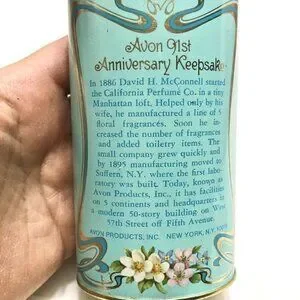 Avon 91st
Anniversary Keepsake
In 1886 David H. McConnell started
the California Perfume Co. in a tiny
Manhattan loft. Helped only by his
wife, he manufactured a line of 5
floral fragrances. Soon he in-
creased the number of fragrances
and added toiletry items. The
small company grew quickly and
by 1895 manufacturing moved to
Suffern, N.Y. where the first labo-
ratory was built. Today, known as
Avon Products, Inc., it has facilities
on 5 continents and headquarters in
a modern 50-story building on West
57th Street off Fifth Avenue.
AVON PRODUCTS, INC. NEW YORK, N.Y.